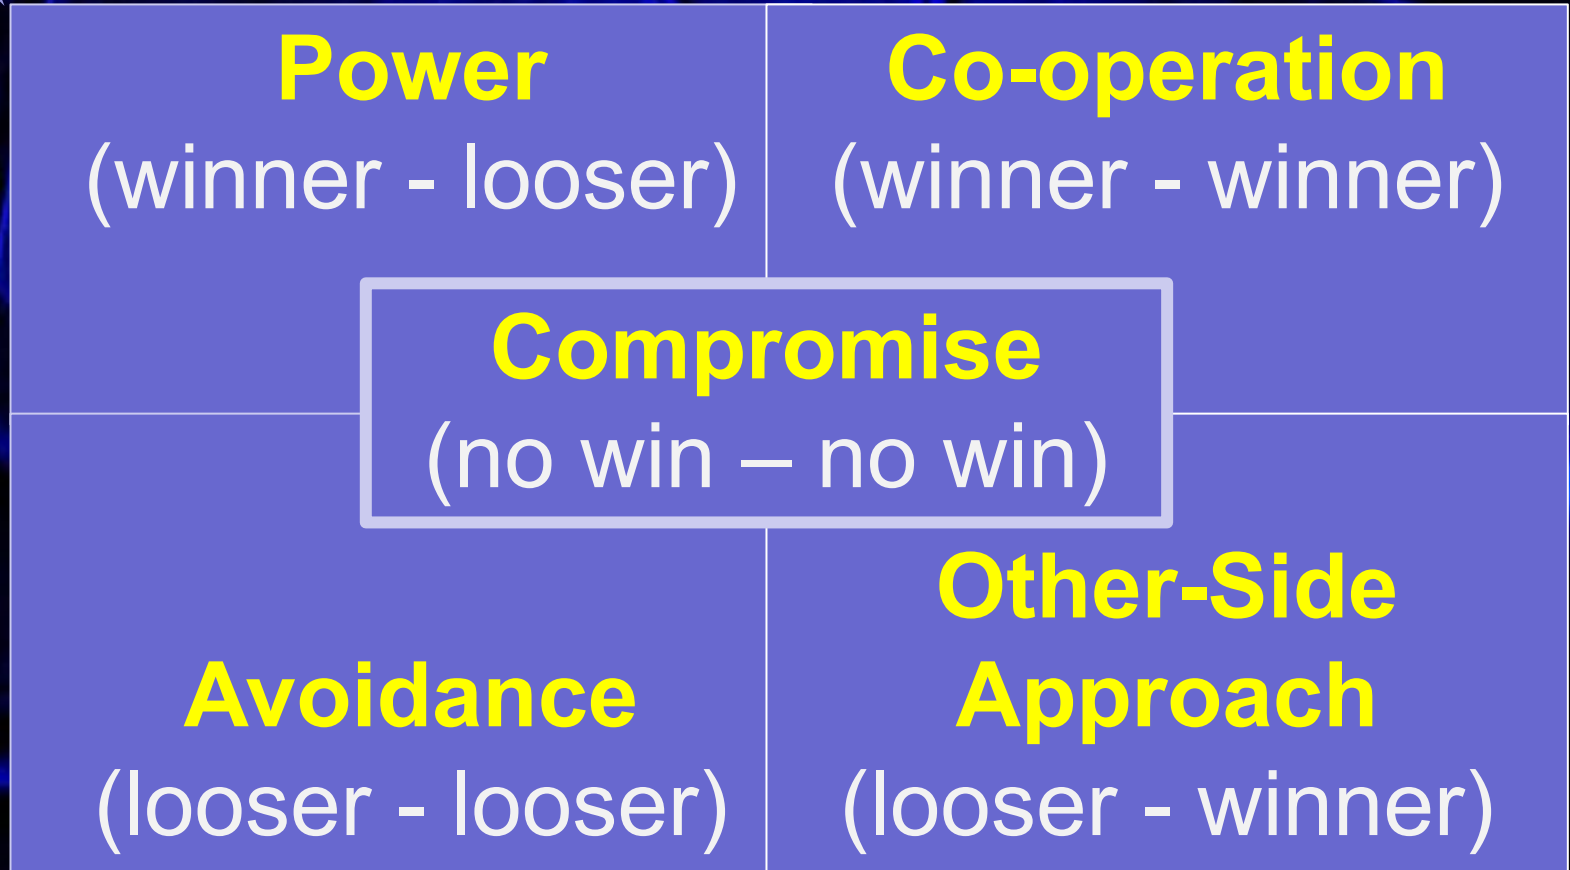 Power
(winner - looser)
Co-operation
(winner - winner)
Compromise
(no win – no win)
Avoidance
(looser - looser)
Other-Side
Approach
(looser - winner)